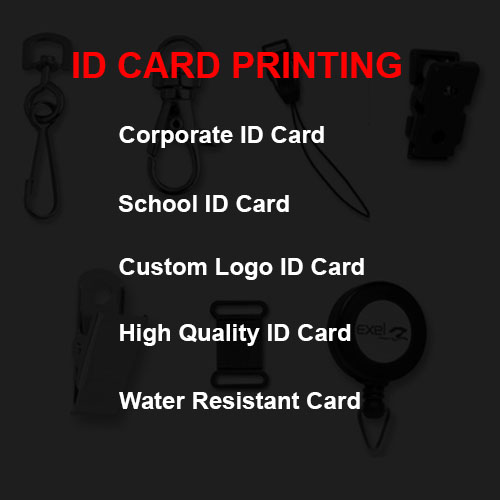 ID CARD PRINTING
Corporate ID Card
School ID Card
Custom Logo ID Card
High Quality ID Card
Exel
Water Resistant Card